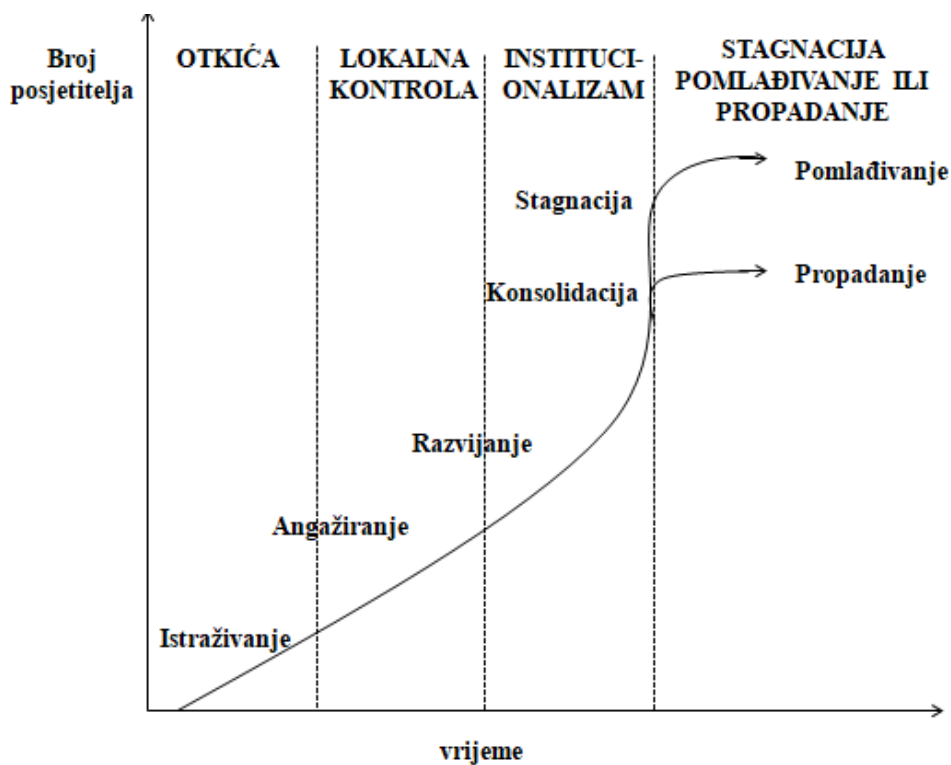 Broj
posjetitelja
OTKIĆA
LOKALNA
KONTROLA
INSTITUCI-
ONALIZAM
STAGNACIJA
POMLAĐIVANJE ILI
PROPADANJE
Pomlađivanje
Stagnacija
Propadanje
Konsolidacija
Razvijanje
Angažiranje
Istraživanje
vrijeme